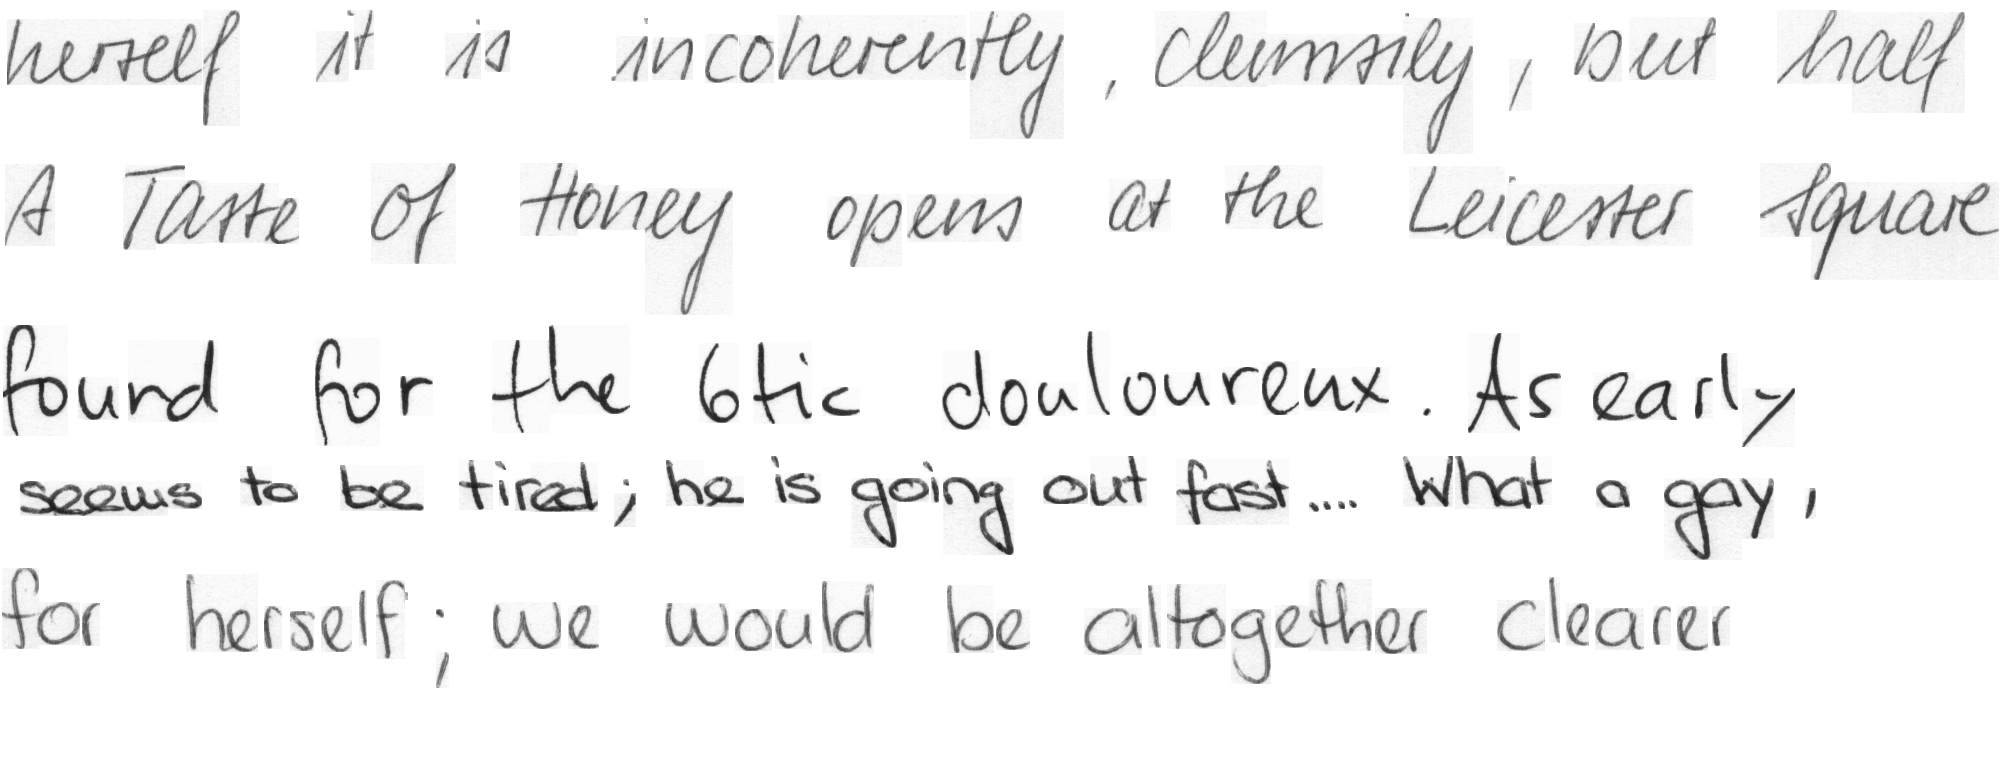 herself it is incoherently, clumsily, but half
A Taste of Honey opens at the Leicester Square
found for the 6tic douloureux. As early
seems to be tired; he is going out fast.... What a gay,
for herself; we would be altogether clearer